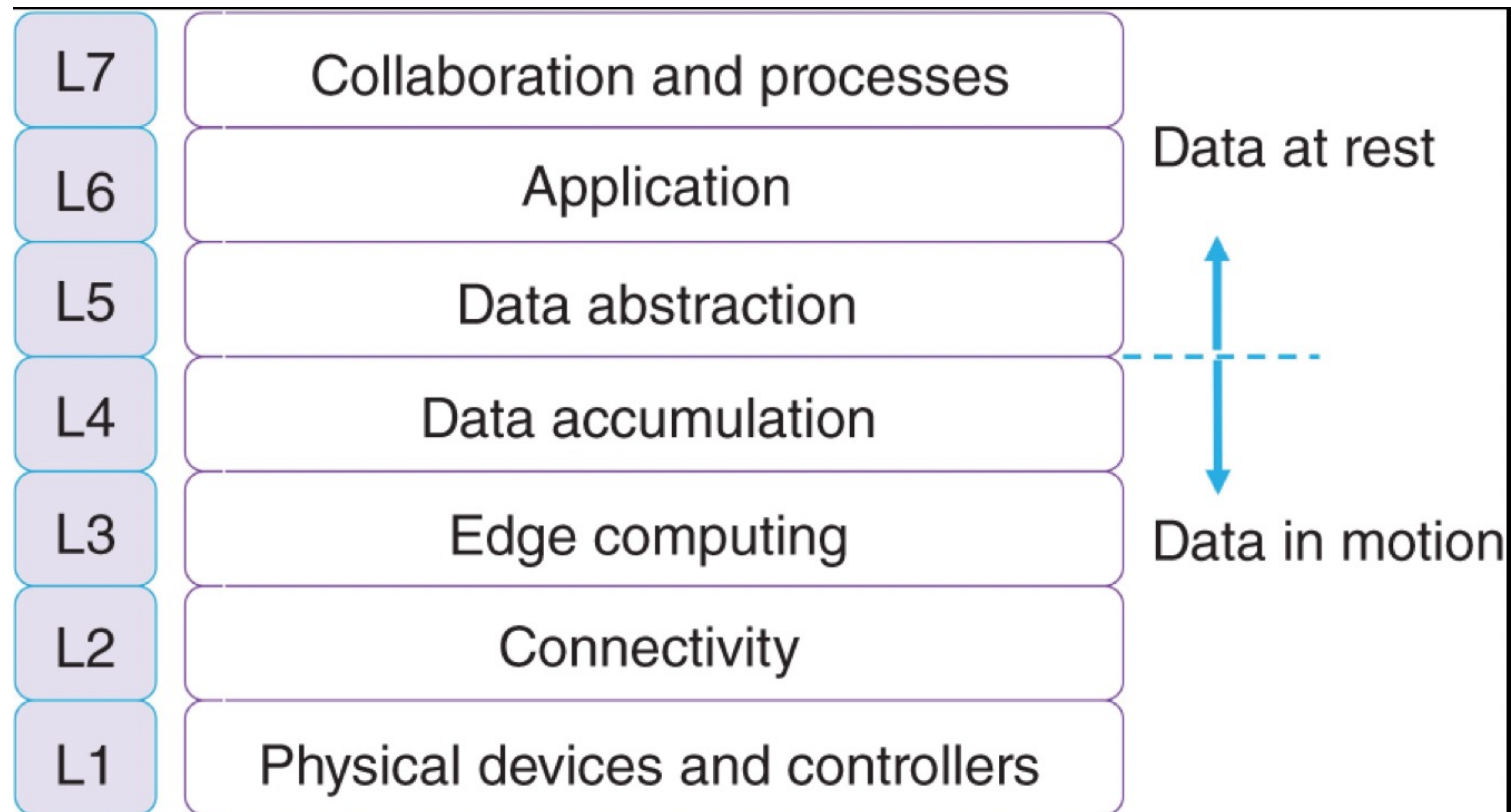 L7
Collaboration and processes
L6
Application
Data at rest
L5
Data abstraction
L4
Data accumulation
L3
Edge computing
Data in motion
L2
Connectivity
L1
Physical devices and controllers